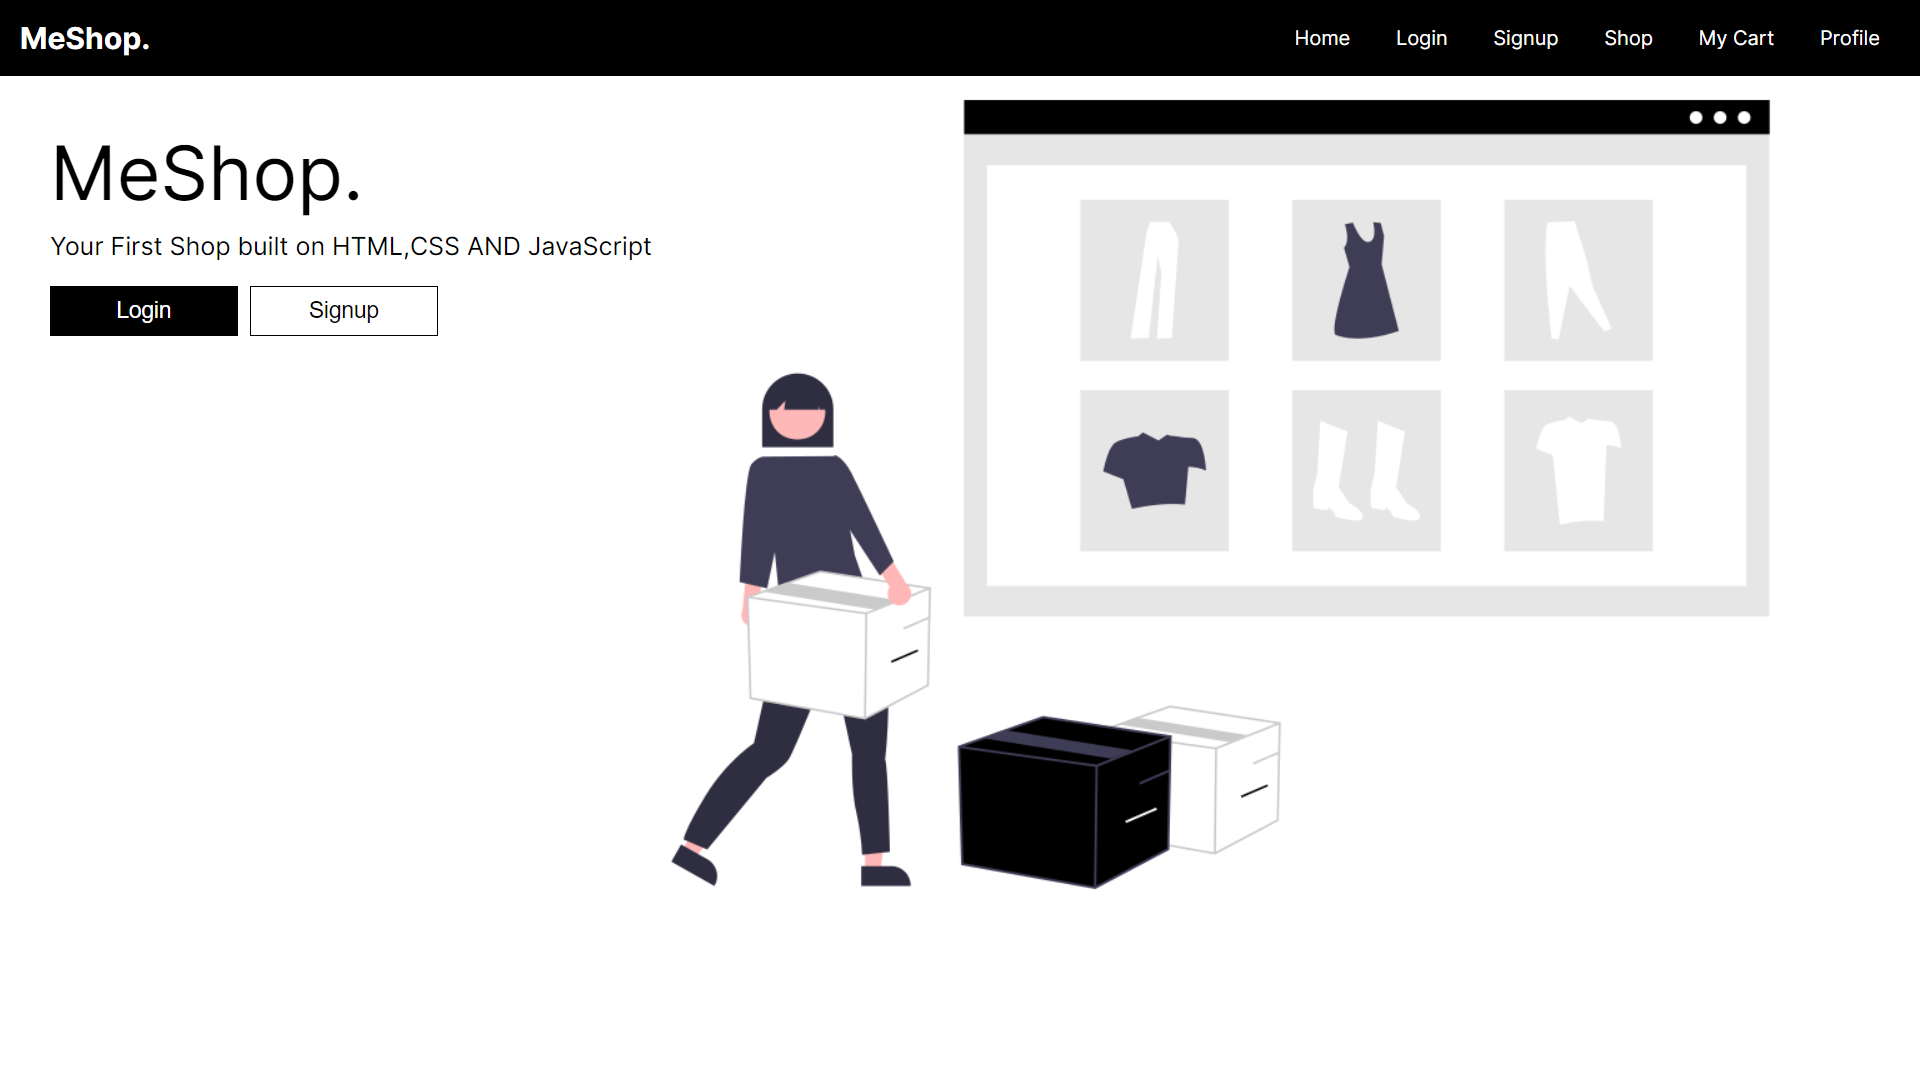 MeShop.
Home Login Signup Shop My Cart Profile
MeShop.
Your First Shop built on HTML,CSS AND JavaScript
Login Signup